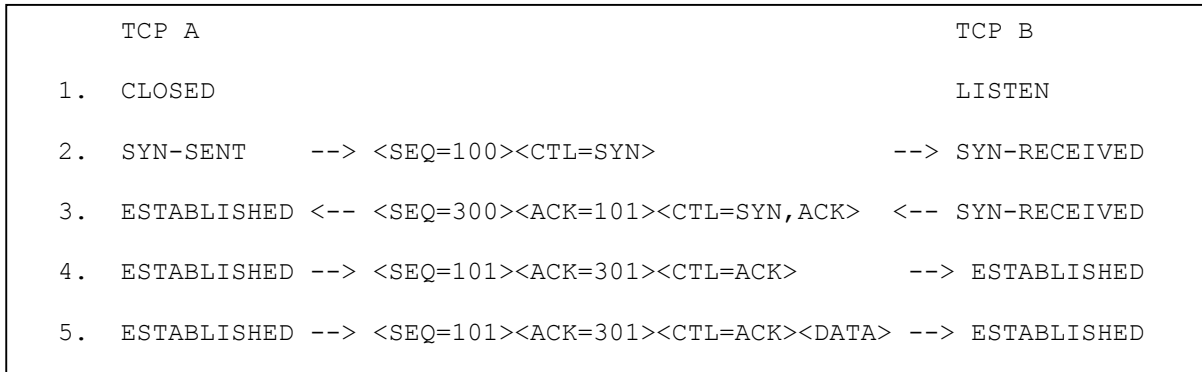 TCP A TCP B
1. CLOSED LISTEN
2. SYN-SENT --> <SEQ=100><CTL=SYN> --> SYN-RECEIVED
3. ESTABLISHED <-- <SEQ=300><ACK=101><CTL=SYN,ACK> <-- SYN-RECEIVED
4. ESTABLISHED --> <SEQ=101><ACK=301><CTL=ACK> --> ESTABLISHED
5. ESTABLISHED --> <SEQ=101><ACK=301><CTL=ACK><DATA> --> ESTABLISHED